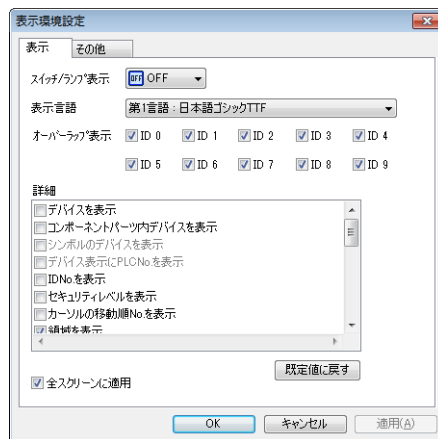 表示環境設定
表示 その他
スイッチ/ランプ表示 OFF OFF
表示言語 第1言語:日本語ゴシックTTF
オーバーラップ表示 ID 0 ID 1 ID 2 ID 3 ID 4
ID 5 ID 6 ID 7 ID 8 ID 9
詳細
デバイスを表示
コンポーネントパーツ内デバイスを表示
シンボルのデバイスを表示
デバイス表示にPLCNo.を表示
IDNo.を表示
セキュリティレベルを表示
カーソルの移動順No.を表示
領域を表示
既定値に戻す
全スクリーンに適用
OK キャンセル 適用(A)